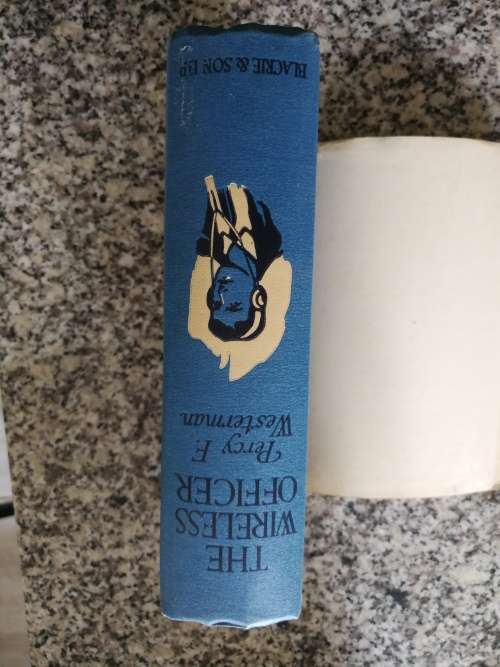 THE
WIRELESS
OFFICER
Percy F.
Westerman
BLACKIE & SON LTD